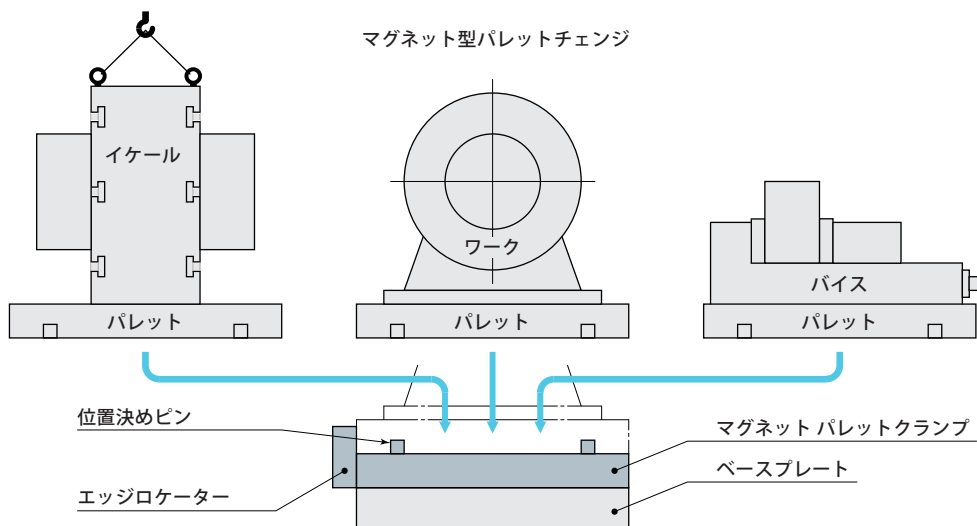 マグネット型パレットチェンジ
イケール
ワーク
バイス
パレット
パレット
パレット
位置決めピン
マグネット パレットクランプ
ベースプレート
エッジロケーター